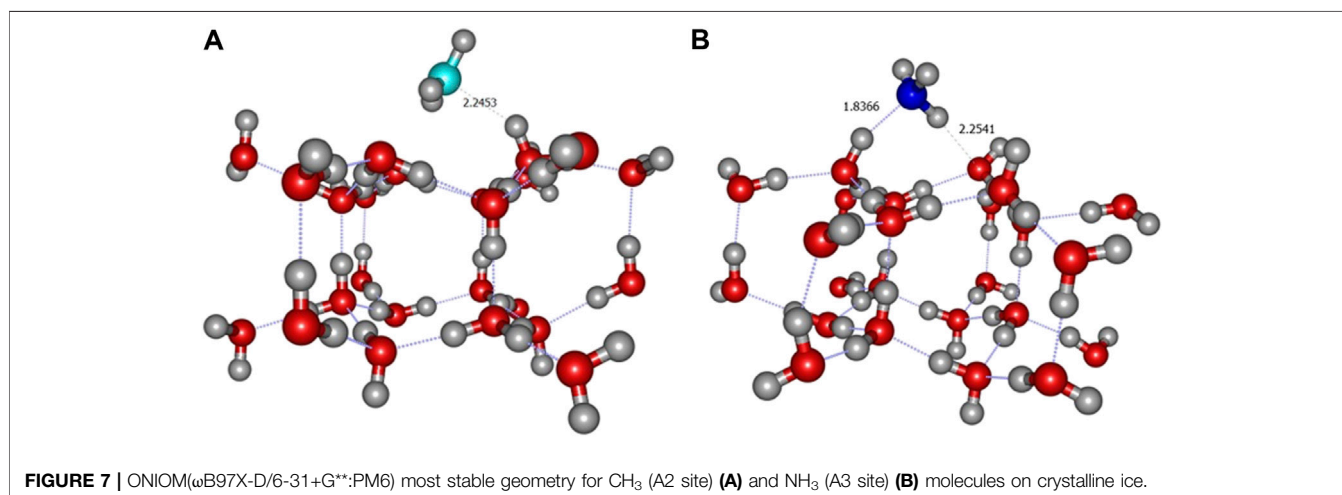 A
B
2.2453
1.8366
2.2541
FIGURE 7 | ONIOM(ωB97X-D/6-31+G**:PM6) most stable geometry for CH₃ (A2 site) (A) and NH₃ (A3 site) (B) molecules on crystalline ice.